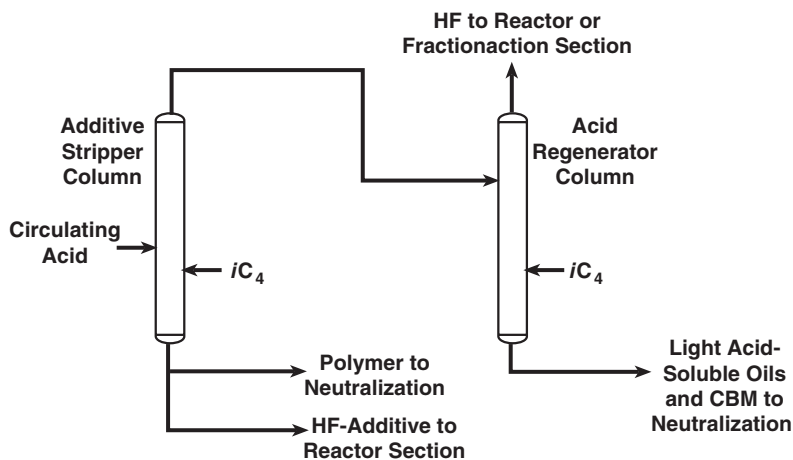 HF to Reactor or
Fractionaction Section
Additive
Stripper
Column
Acid
Regenerator
Column
Circulating
Acid
iC4
iC4
Polymer to
Neutralization
HF-Additive to
Reactor Section
Light Acid-
Soluble Oils
and CBM to
Neutralization